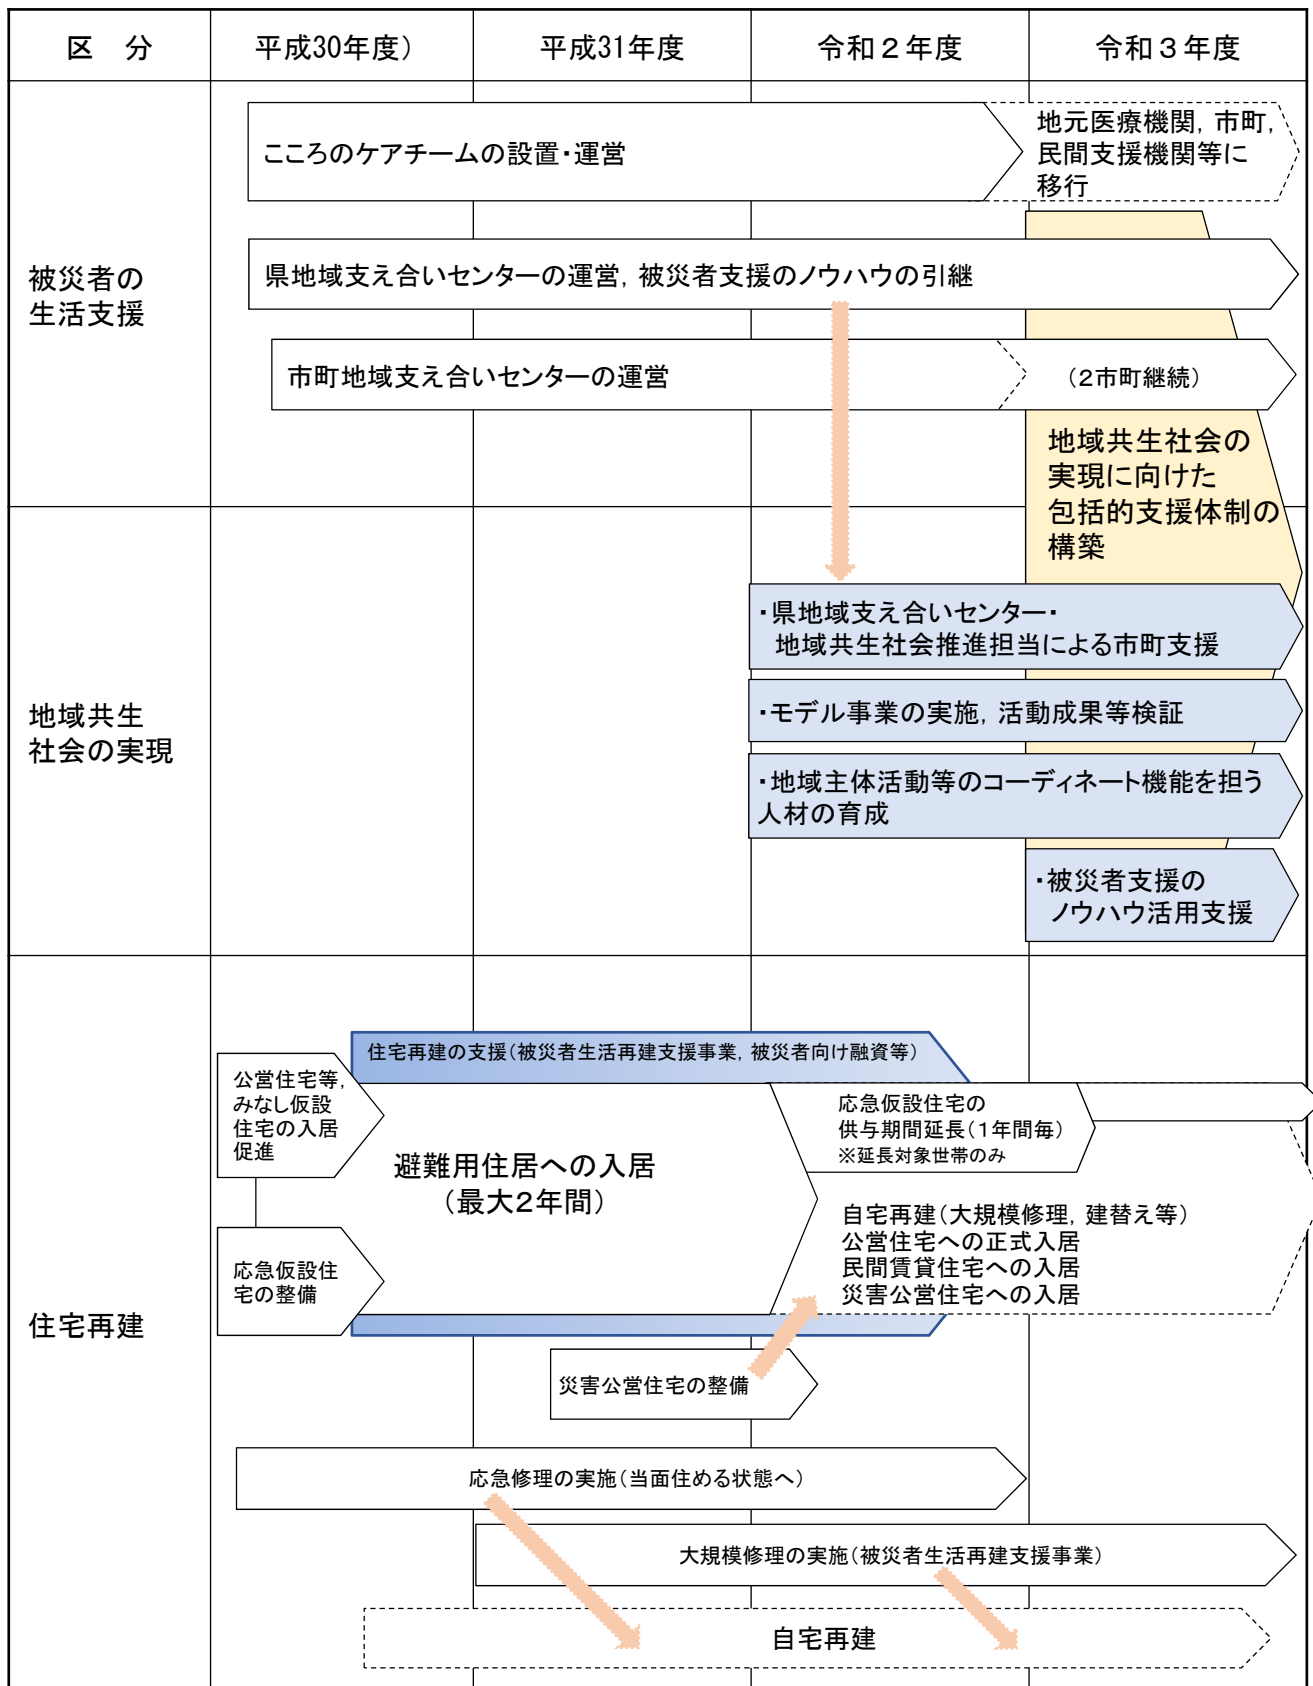 区　分
平成30年度）
平成31年度
令和２年度
令和３年度
被災者の
生活支援
こころのケアチームの設置・運営
地元医療機関，市町，
民間支援機関等に
移行
県地域支え合いセンターの運営，被災者支援のノウハウの引継
市町地域支え合いセンターの運営
（２市町継続）
地域共生社会の
実現に向けた
包括的支援体制の
構築
地域共生
社会の実現
・県地域支え合いセンター・
地域共生社会推進担当による市町支援
・モデル事業の実施，活動成果等検証
・地域主体活動等のコーディネート機能を担う
人材の育成
・被災者支援の
ノウハウ活用支援
住宅再建
住宅再建の支援（被災者生活再建支援事業，被災者向け融資等）
公営住宅等，
みなし仮設
住宅の入居
促進
避難用住居への入居
（最大２年間）
応急仮設住宅の
供与期間延長（１年間毎）
※延長対象世帯のみ
応急仮設住
宅の整備
自宅再建（大規模修理，建替え等）
公営住宅への正式入居
民間賃貸住宅への入居
災害公営住宅への入居
災害公営住宅の整備
応急修理の実施（当面住める状態へ）
大規模修理の実施（被災者生活再建支援事業）
自宅再建